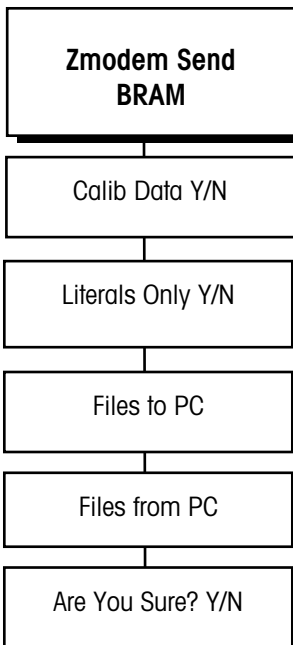 Zmodem Send
BRAM
Calib Data Y/N
Literals Only Y/N
Files to PC
Files from PC
Are You Sure? Y/N